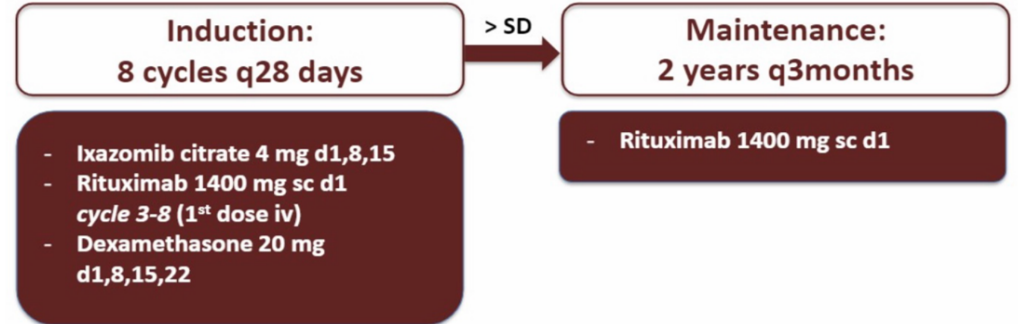 Induction:
8 cycles q28 days
> SD
Maintenance:
2 years q3months
- Ixazomib citrate 4 mg d1,8,15
- Rituximab 1400 mg sc d1
cycle 3-8 (1st dose iv)
- Dexamethasone 20 mg
d1,8,15,22
- Rituximab 1400 mg sc d1